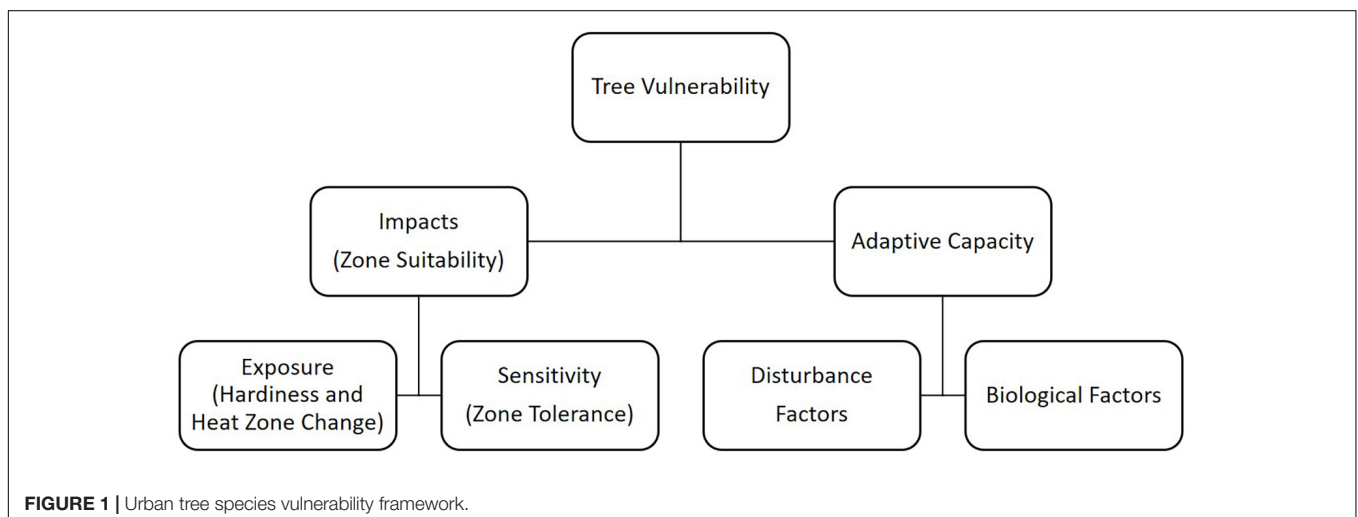 Tree Vulnerability
Impacts
(Zone Suitability)
Adaptive Capacity
Exposure
(Hardiness and
Heat Zone Change)
Sensitivity
(Zone Tolerance)
Disturbance
Factors
Biological Factors
FIGURE 1 | Urban tree species vulnerability framework.